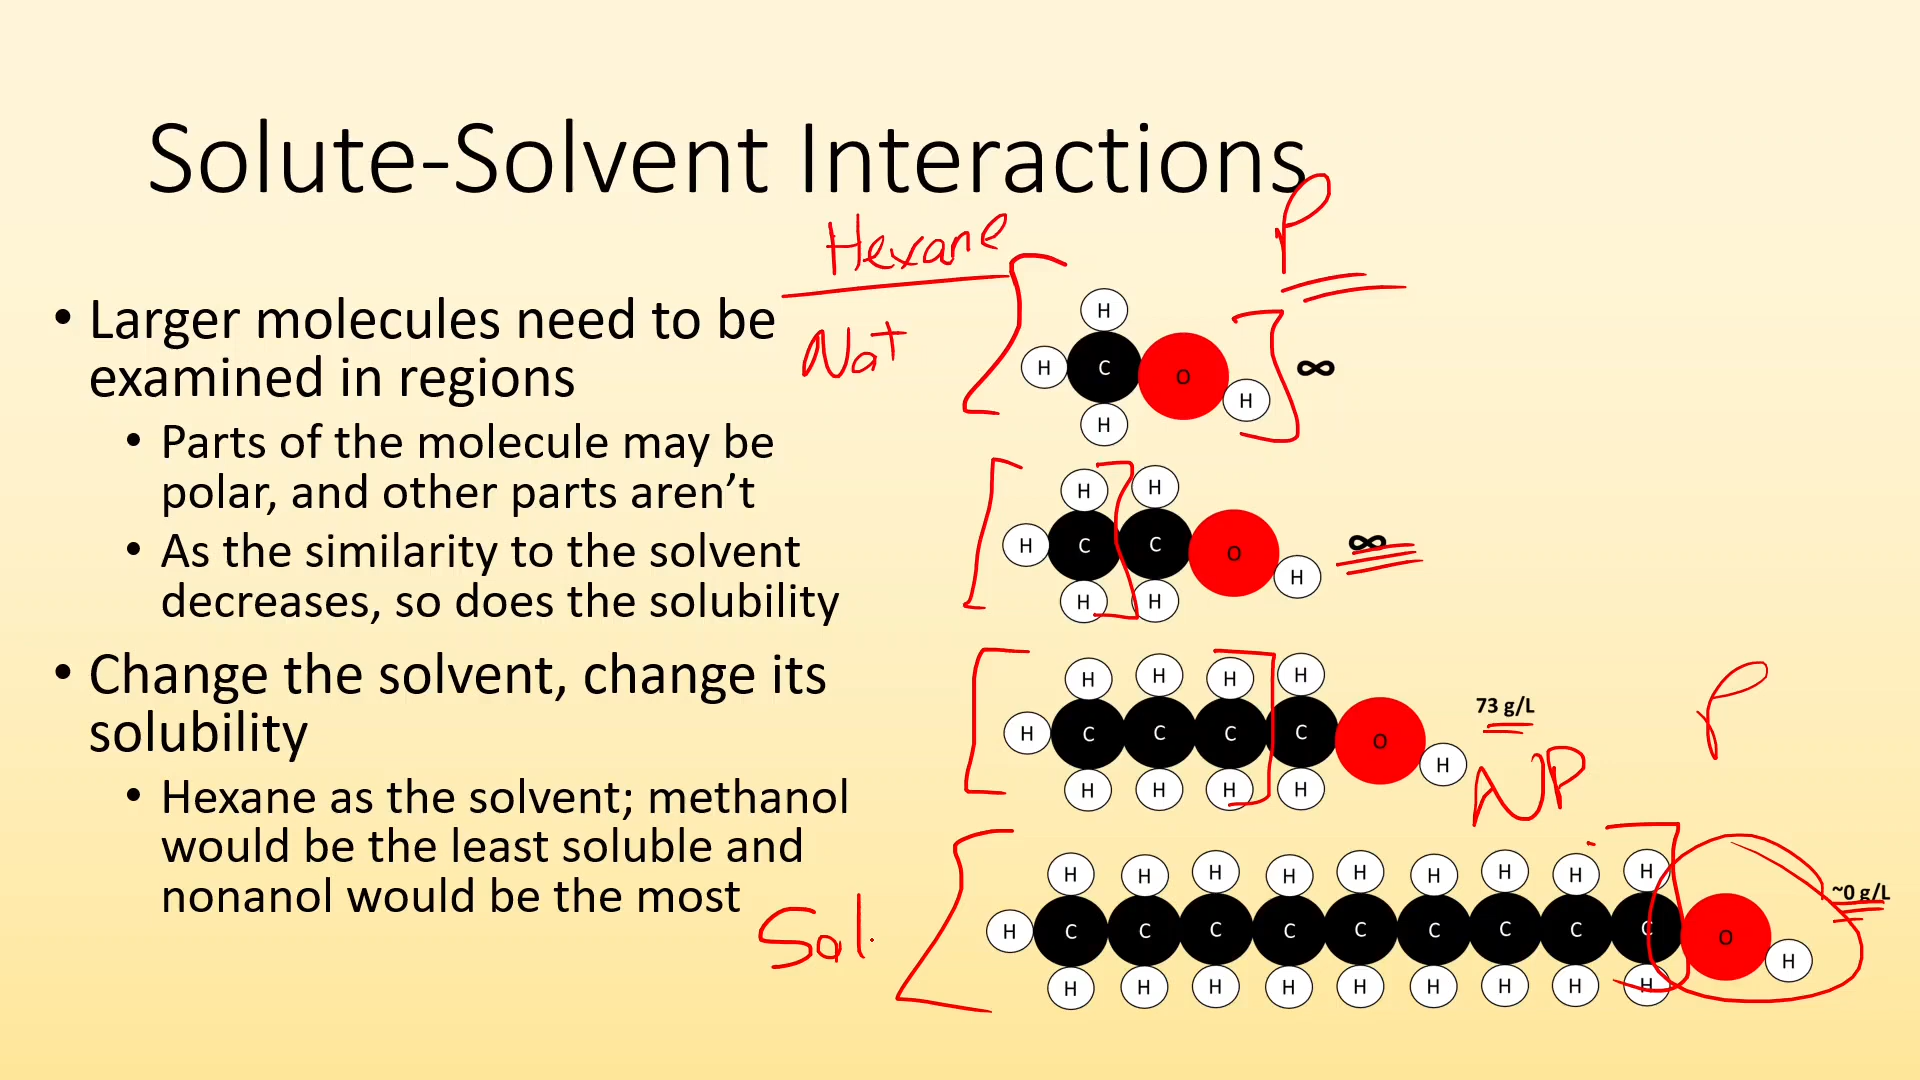 Solute-Solvent Interactions
• Larger molecules need to be
examined in regions
• Parts of the molecule may be
polar, and other parts aren’t
• As the similarity to the solvent
decreases, so does the solubility
• Change the solvent, change its
solubility
• Hexane as the solvent; methanol
would be the least soluble and
nonanol would be the most
Hexane
Not
Sol.
P
H
H C O H ∞
H
H H
H C C O H ∞
H H
H H H H
H C C C C O H 73 g/L
H H H H
NP
P
H H H H H H H H H
H C C C C C C C C C O H ~0 g/L
H H H H H H H H H